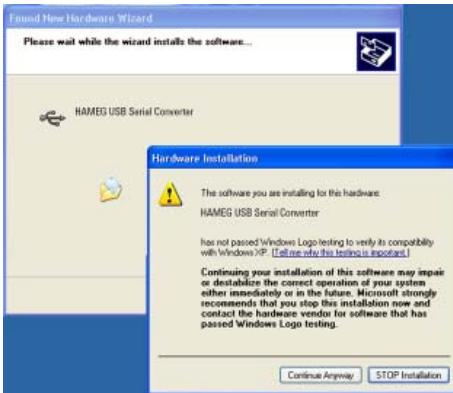 Found New Hardware Wizard
Please wait while the wizard installs the software...
HAMEG USB Serial Converter
Hardware Installation
The software you are installing for this hardware:
HAMEG USB Serial Converter
has not passed Windows Logo testing to verify its compatibility
with Windows XP. (Tell me why this testing is important.)
Continuing your installation of this software may impair
or destabilize the correct operation of your system
either immediately or in the future. Microsoft strongly
recommends that you stop this installation now and
contact the hardware vendor for software that has
passed Windows Logo testing.
Continue Anyway
STOP Installation